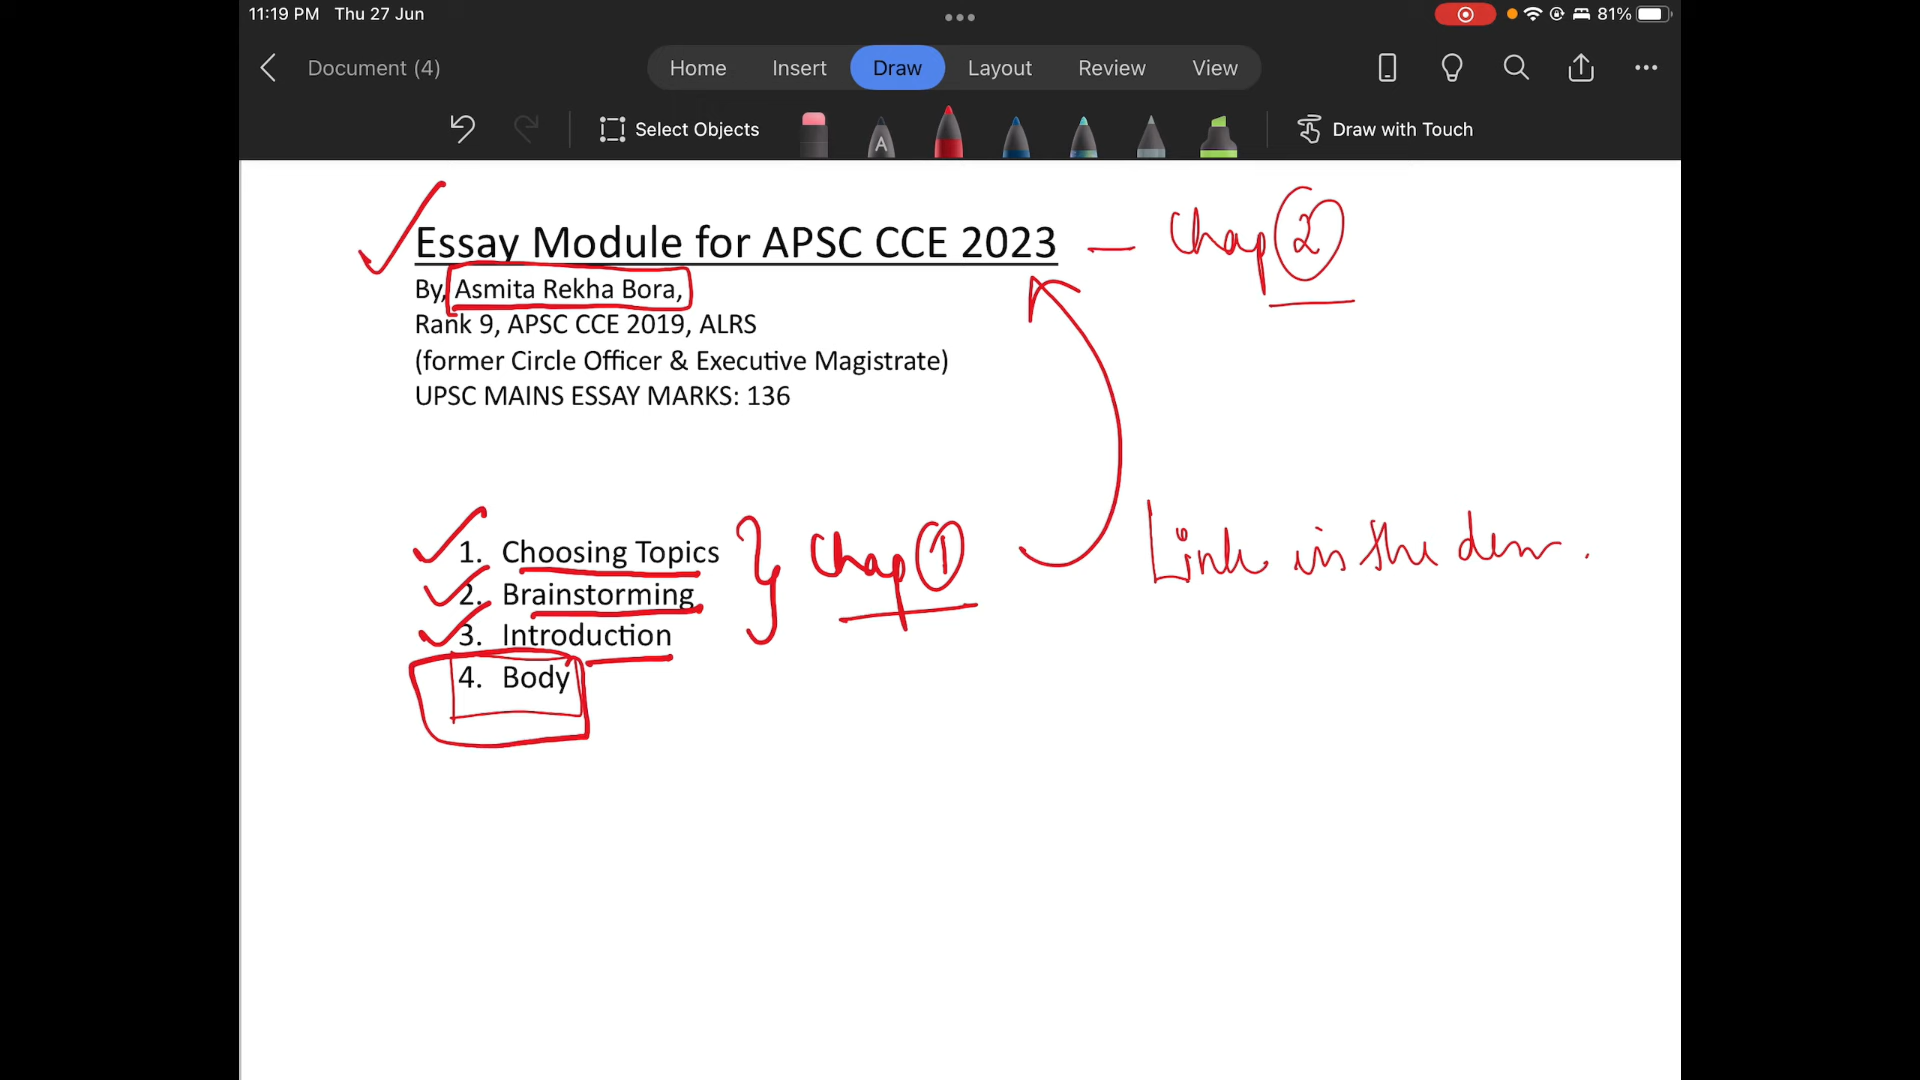 11:19 PM Thu 27 Jun
81%
Document (4)
Home Insert Draw Layout Review View
Select Objects
A
Draw with Touch
Essay Module for APSC CCE 2023 — Chap 2
By, Asmita Rekha Bora,
Rank 9, APSC CCE 2019, ALRS
(former Circle Officer & Executive Magistrate)
UPSC MAINS ESSAY MARKS: 136
1. Choosing Topics
2. Brainstorming
3. Introduction
4. Body
Chap 1
Link in the